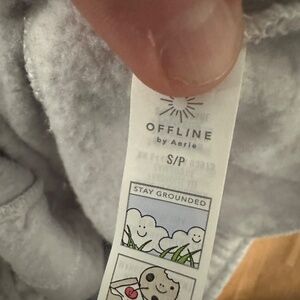 OFFLINE
by Aerie
S/P
STAY GROUNDED